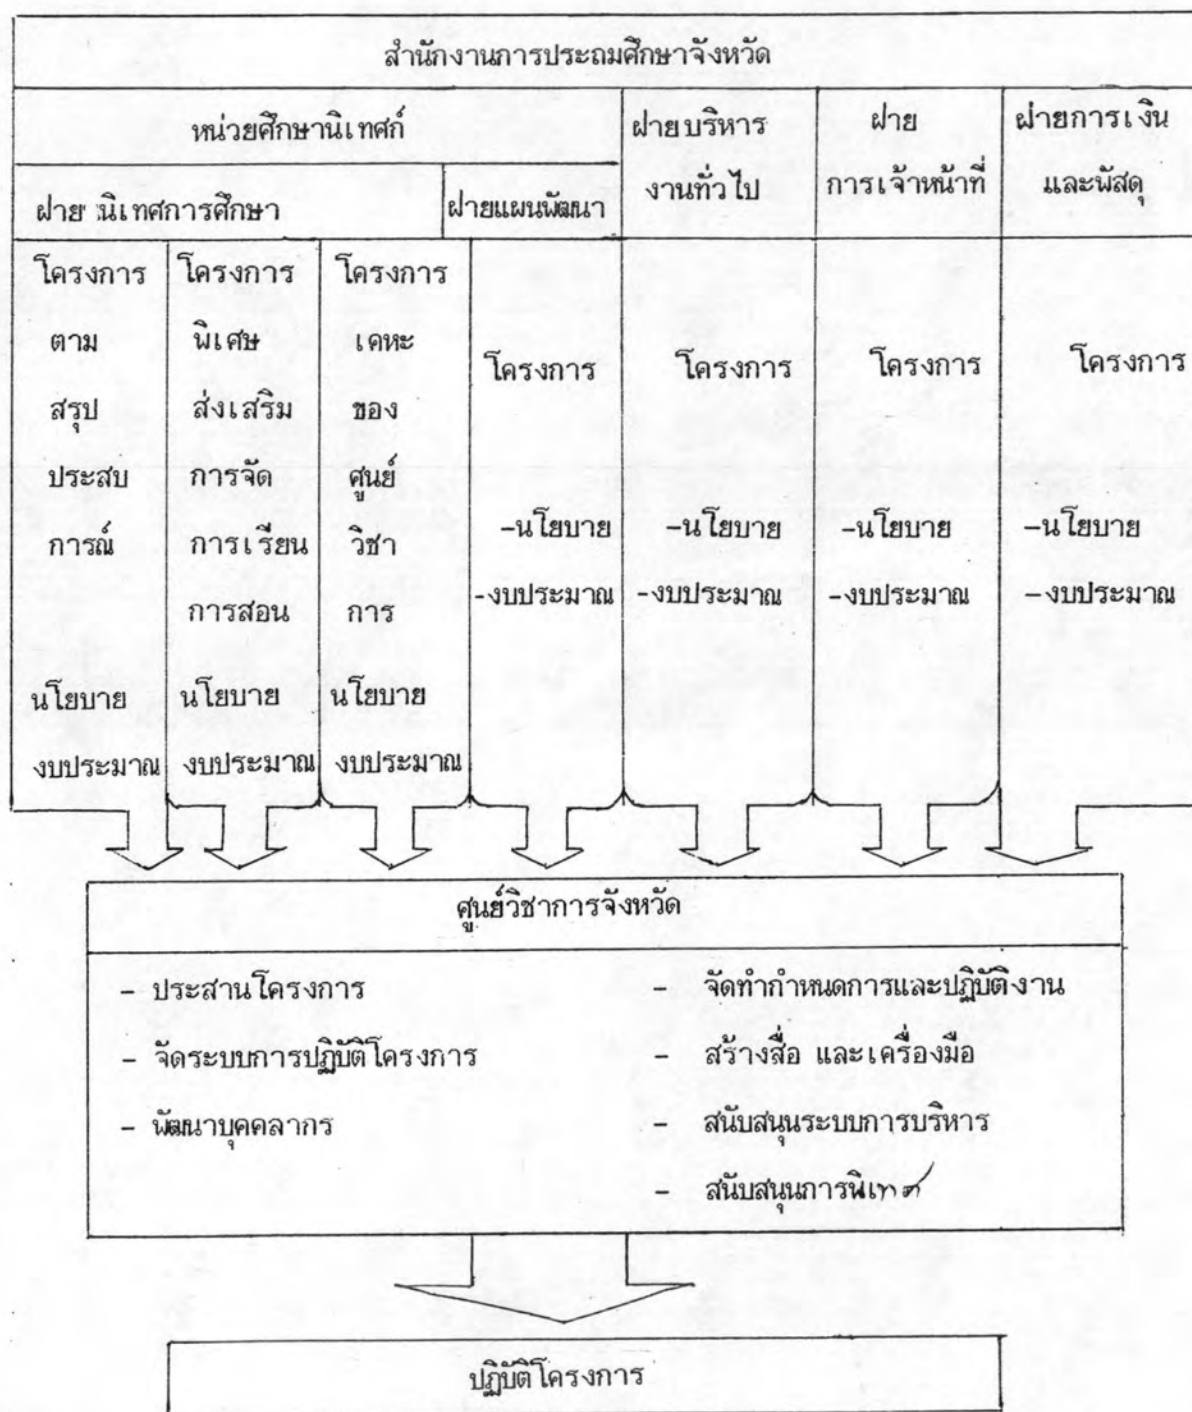 สำนักงานการประถมศึกษาจังหวัด
หน่วยศึกษานิเทศก์
ฝ่ายบริหาร
งานทั่วไป
ฝ่าย
การเจ้าหน้าที่
ฝ่ายการเงิน
และพัสดุ
ฝ่าย นิเทศการศึกษา
ฝ่ายแผนพัฒนา
โครงการ
ตาม
สรุป
ประสบ
การณ์
นโยบาย
งบประมาณ
โครงการ
พิเศษ
ส่งเสริม
การจัด
การเรียน
การสอน
นโยบาย
งบประมาณ
โครงการ
เคหะ
ของ
ศูนย์
วิชา
การ
นโยบาย
งบประมาณ
โครงการ
-นโยบาย
-งบประมาณ
โครงการ
-นโยบาย
-งบประมาณ
โครงการ
-นโยบาย
-งบประมาณ
โครงการ
-นโยบาย
-งบประมาณ
ศูนย์วิชาการจังหวัด
- ประสานโครงการ
- จัดระบบการปฏิบัติโครงการ
- พัฒนาบุคคลากร
- จัดทำกำหนดการและปฏิบัติงาน
- สร้างสื่อ และเครื่องมือ
- สนับสนุนระบบการบริหาร
- สนับสนุนการนิเทศ
ปฏิบัติโครงการ